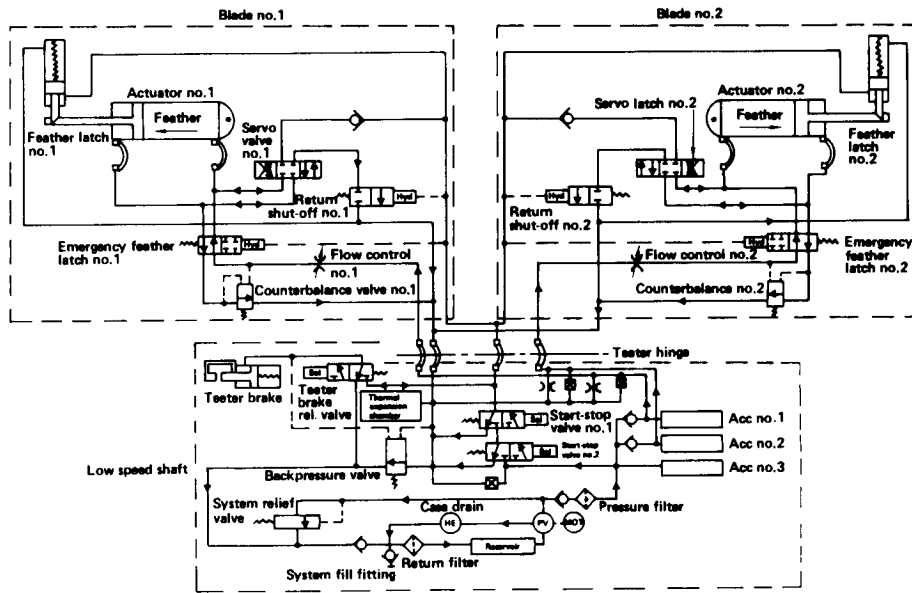 Blade no.1
Blade no.2
Actuator no.1
Feather
Feather latch
no.1
Servo
valve
no.1
Return
shut-off no.1
Hyd
Emergency feather
latch no.1
Hyd
Flow control
no.1
Counterbalance valve no.1
Actuator no.2
Servo latch no.2
Feather
Feather
latch
no.2
Hyd
Return
shut-off no.2
Hyd
Emergency
feather
latch no.2
Flow control no.2
Counterbalance no.2
Teeter hinge
Teeter brake
Sol
Teeter
brake
rel. valve
Thermal
expansion
chamber
Start-stop
valve no.1
Sol
Start-stop
valve no.2
Sol
Acc no.1
Acc no.2
Acc no.3
Low speed shaft
Backpressure valve
System relief
valve
Case drain
HE
PV
MOT
Pressure filter
Reservoir
Return filter
System fill fitting